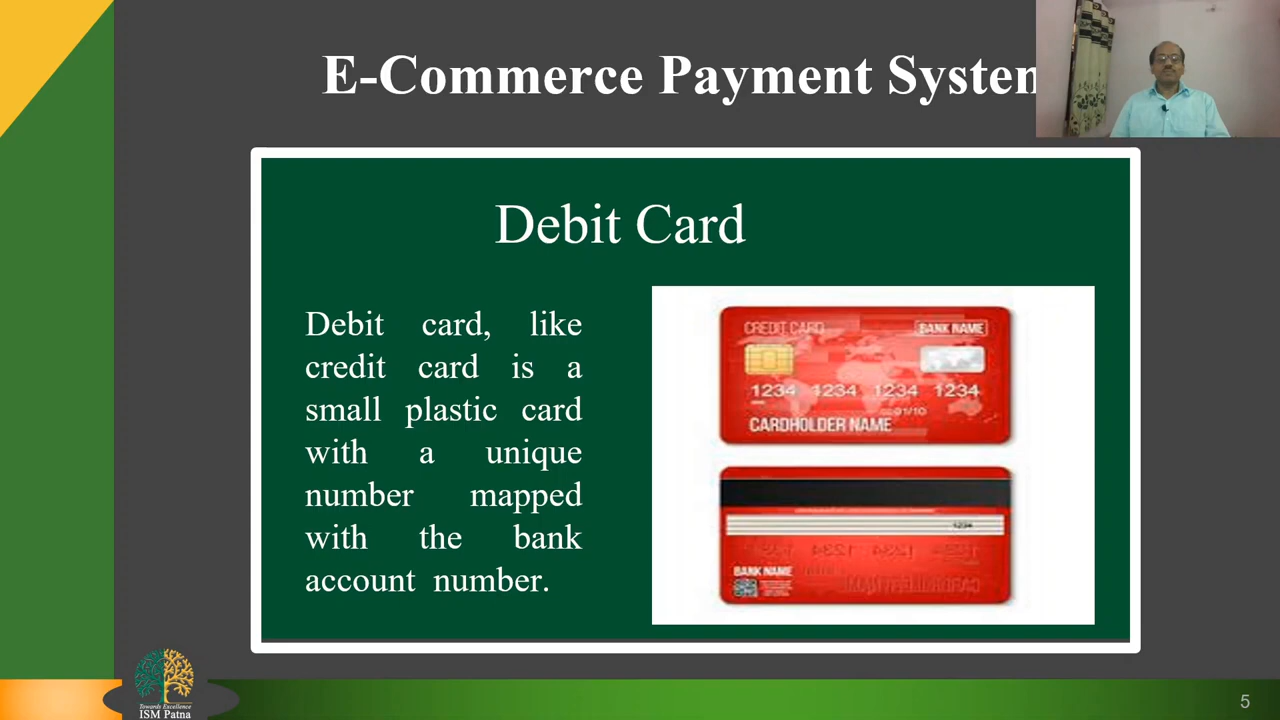 E-Commerce Payment System
Debit Card
Debit card, like
credit card is a
small plastic card
with a unique
number mapped
with the bank
account number.
CREDIT CARD
BANK NAME
1234 1234 1234 1234
01/10
CARDHOLDER NAME
1234
BANK NAME
Towards Excellence
ISM Patna
5